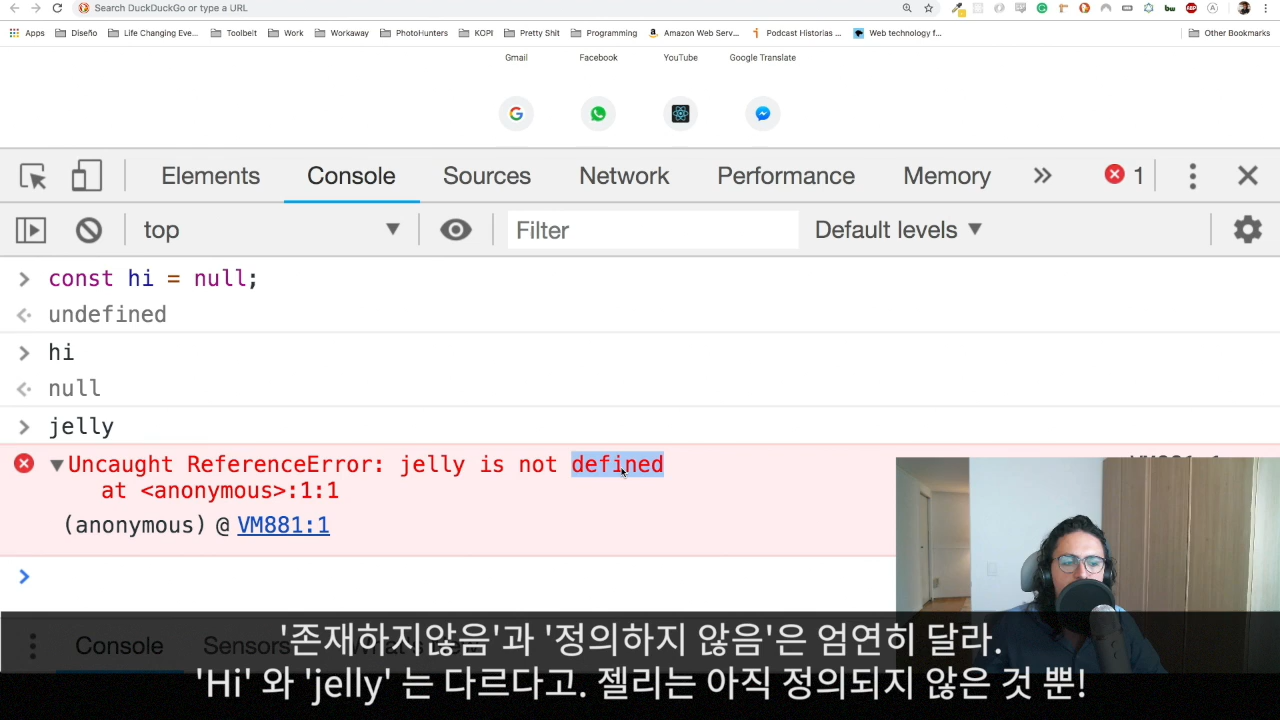 Search DuckDuckGo or type a URL
Apps Diseño Life Changing Eve... Toolbelt Work Workaway PhotoHunters KOPI Pretty Shit Programming Amazon Web Serv... Podcast Historias ... Web technology f... Other Bookmarks
Gmail Facebook YouTube Google Translate
Elements Console Sources Network Performance Memory 1
top Filter Default levels
const hi = null;
undefined
hi
null
jelly
Uncaught ReferenceError: jelly is not defined
at <anonymous>:1:1
(anonymous) @ VM881:1
Console
'존재하지않음'과 '정의하지 않음'은 엄연히 달라.
'Hi' 와 'jelly' 는 다르다고. 젤리는 아직 정의되지 않은 것 뿐!